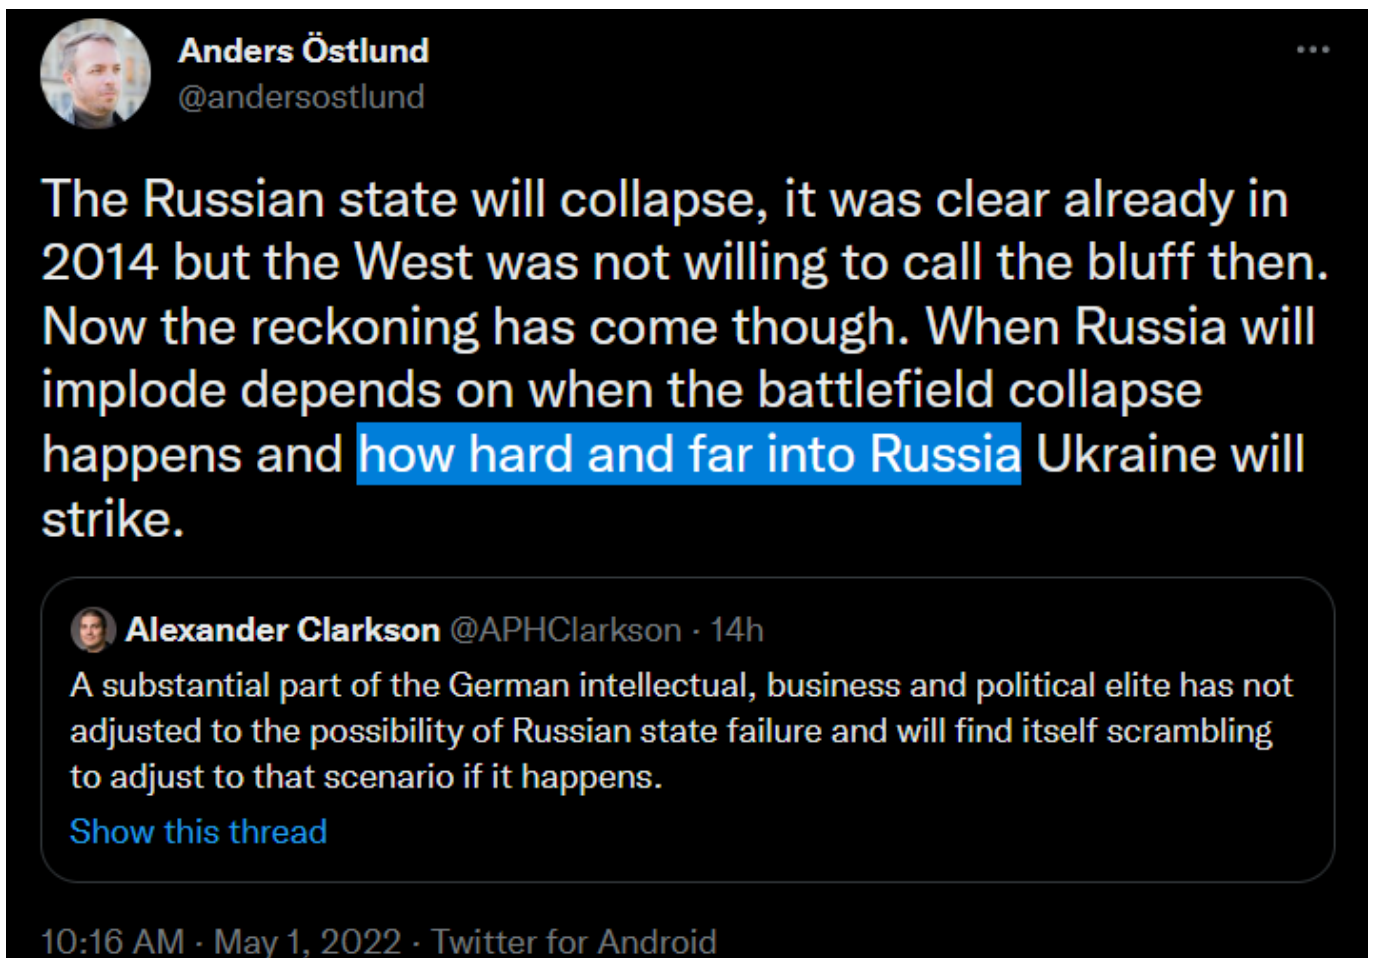 Anders Östlund
@andersostlund
The Russian state will collapse, it was clear already in
2014 but the West was not willing to call the bluff then.
Now the reckoning has come though. When Russia will
implode depends on when the battlefield collapse
happens and how hard and far into Russia Ukraine will
strike.
Alexander Clarkson @APHClarkson · 14h
A substantial part of the German intellectual, business and political elite has not
adjusted to the possibility of Russian state failure and will find itself scrambling
to adjust to that scenario if it happens.
Show this thread
10:16 AM · May 1, 2022 · Twitter for Android